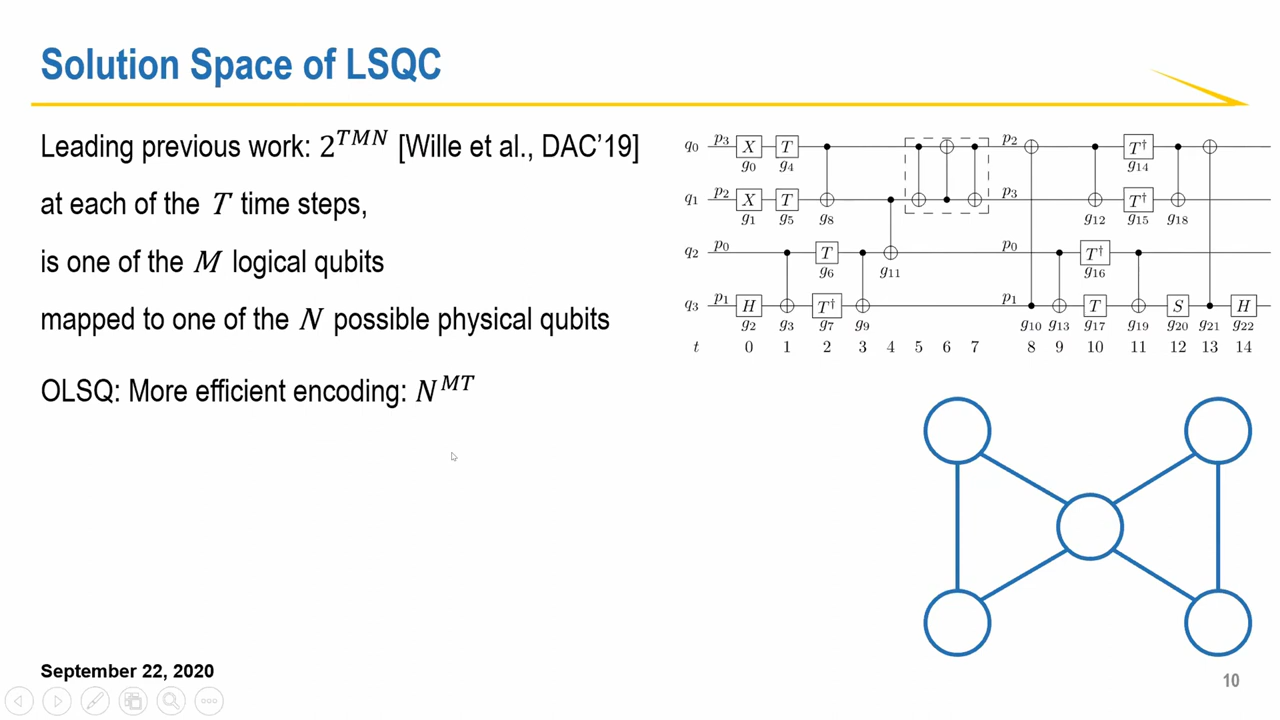 Solution Space of LSQC
Leading previous work: 2^{TMN} [Wille et al., DAC'19]
at each of the T time steps,
is one of the M logical qubits
mapped to one of the N possible physical qubits
OLSQ: More efficient encoding: N^{MT}
q₀ p₃ X T p₂ T†
g₀ g₄ g₁₄
q₁ p₂ X T p₃ T†
g₁ g₅ g₈ g₁₂ g₁₅ g₁₈
q₂ p₀ T p₀ T†
g₆ g₁₁ g₁₆
q₃ p₁ H T† p₁ T S H
g₂ g₃ g₇ g₉ g₁₀ g₁₃ g₁₇ g₁₉ g₂₀ g₂₁ g₂₂
t 0 1 2 3 4 5 6 7 8 9 10 11 12 13 14
September 22, 2020
10